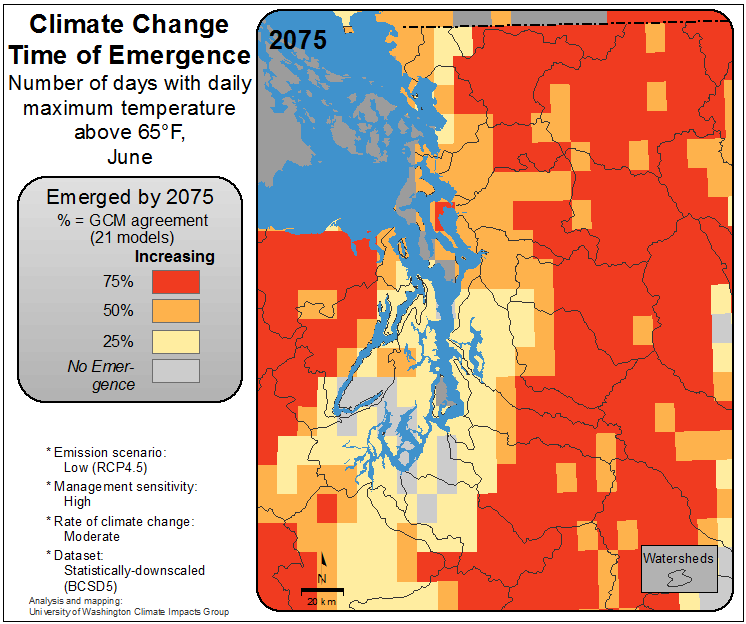 Climate Change
Time of Emergence
Number of days with daily
maximum temperature
above 65°F,
June
Emerged by 2075
% = GCM agreement
(21 models)
Increasing
75%
50%
25%
No Emer-
gence
* Emission scenario:
Low (RCP4.5)
* Management sensitivity:
High
* Rate of climate change:
Moderate
* Dataset:
Statistically-downscaled
(BCSD5)
Analysis and mapping:
University of Washington Climate Impacts Group
2075
N
20 km
Watersheds